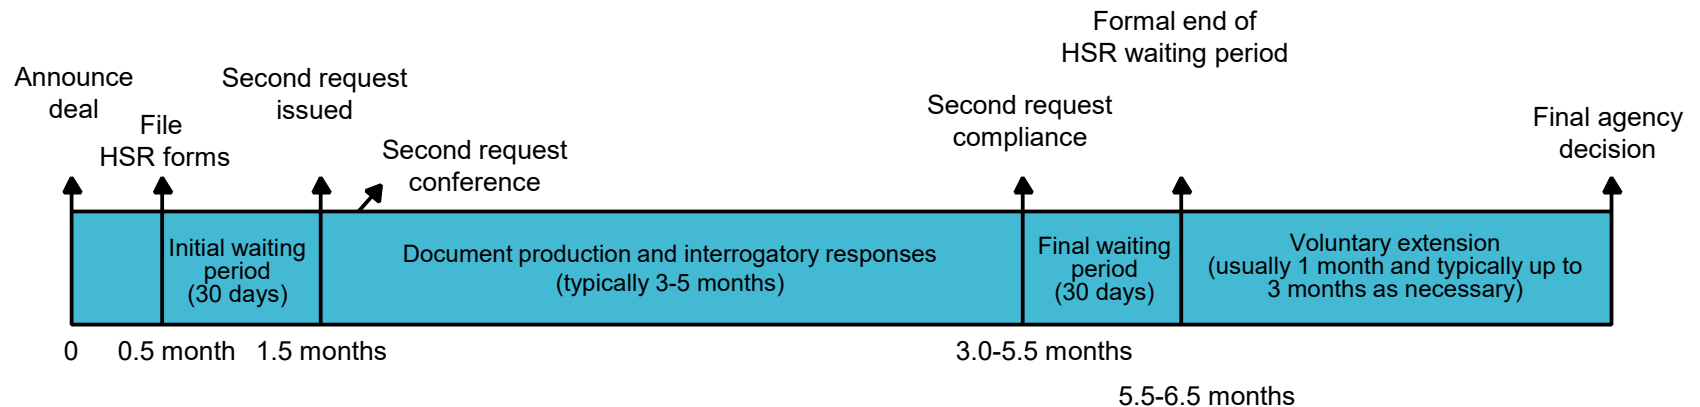 Announce
deal
File
HSR forms
Second request
issued
Second request
conference
Second request
compliance
Formal end of
HSR waiting period
Final agency
decision
Initial waiting
period
(30 days)
Document production and interrogatory responses
(typically 3-5 months)
Final waiting
period
(30 days)
Voluntary extension
(usually 1 month and typically up to
3 months as necessary)
0
0.5 month
1.5 months
3.0-5.5 months
5.5-6.5 months